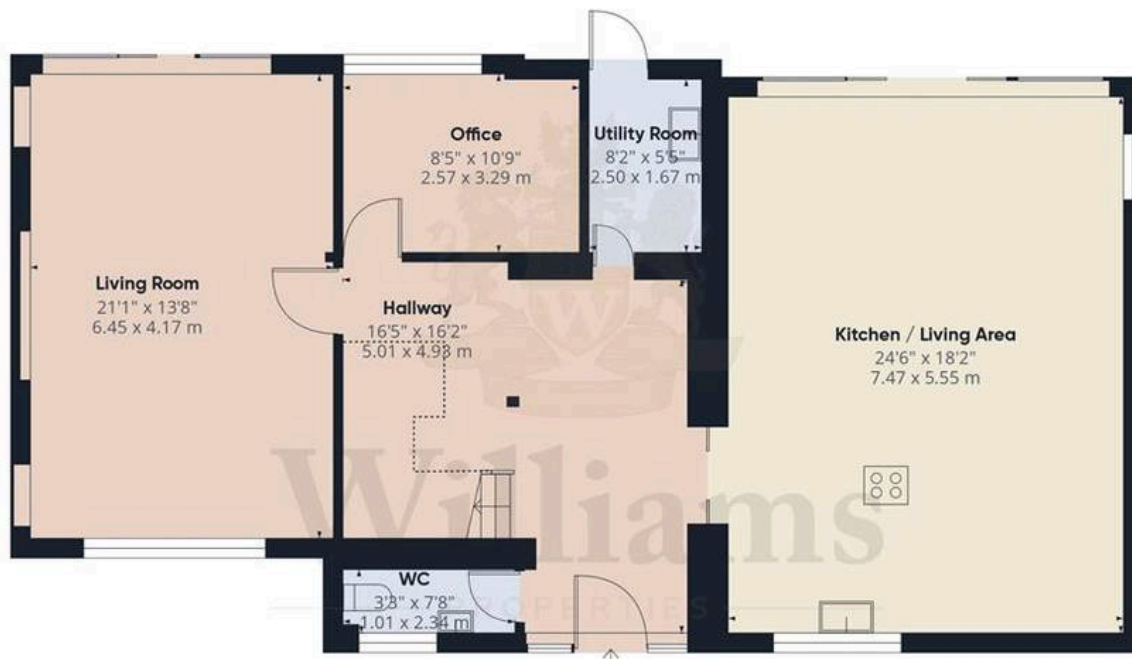 Office
8'5" x 10'9"
2.57 x 3.29 m
Utility Room
8'2" x 5'5"
2.50 x 1.67 m
Living Room
21'1" x 13'8"
6.45 x 4.17 m
Hallway
16'5" x 16'2"
5.01 x 4.93 m
W
Kitchen / Living Area
24'6" x 18'2"
7.47 x 5.55 m
Williams
WC
3'3" x 7'8"
1.01 x 2.34 m
PROPERTIES